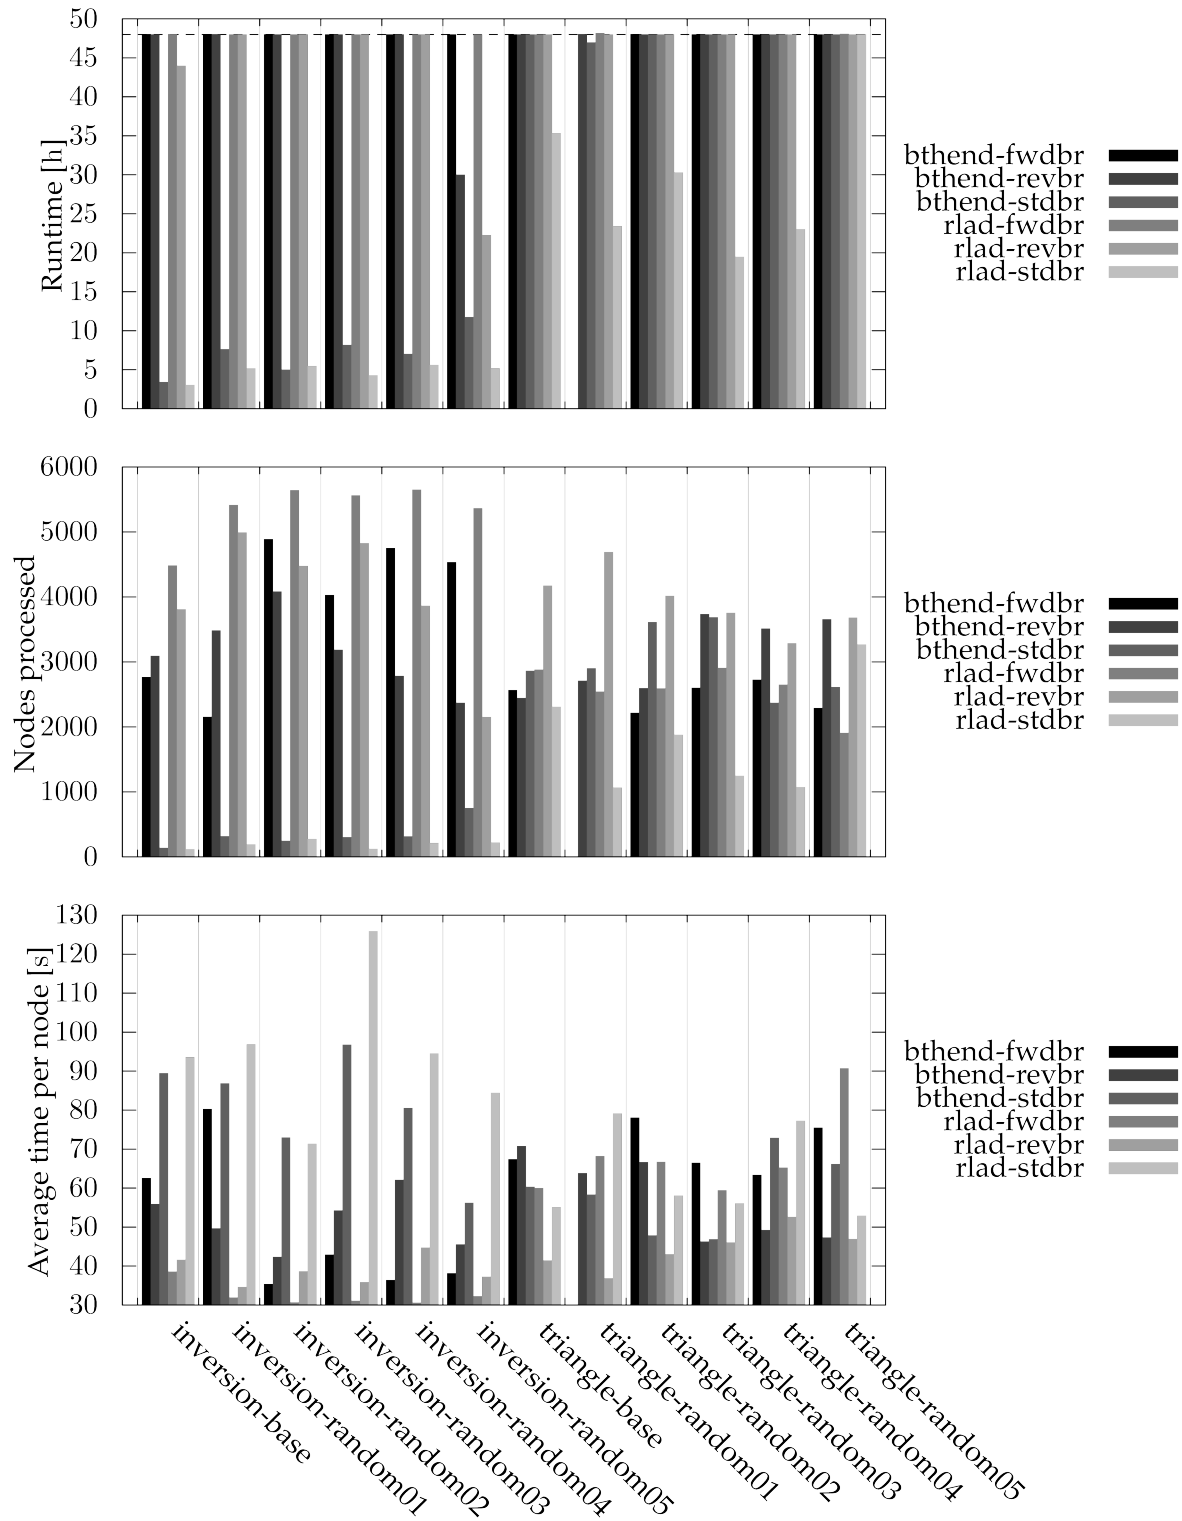 50
45
40
35
30
25
20
15
10
5
0
Runtime [h]
bthend-fwdbr
bthend-revbr
bthend-stdbr
rlad-fwdbr
rlad-revbr
rlad-stdbr
6000
5000
4000
3000
2000
1000
0
Nodes processed
bthend-fwdbr
bthend-revbr
bthend-stdbr
rlad-fwdbr
rlad-revbr
rlad-stdbr
130
120
110
100
90
80
70
60
50
40
30
Average time per node [s]
bthend-fwdbr
bthend-revbr
bthend-stdbr
rlad-fwdbr
rlad-revbr
rlad-stdbr
inversion-base
inversion-random01
inversion-random02
inversion-random03
inversion-random04
inversion-random05
triangle-base
triangle-random01
triangle-random02
triangle-random03
triangle-random04
triangle-random05